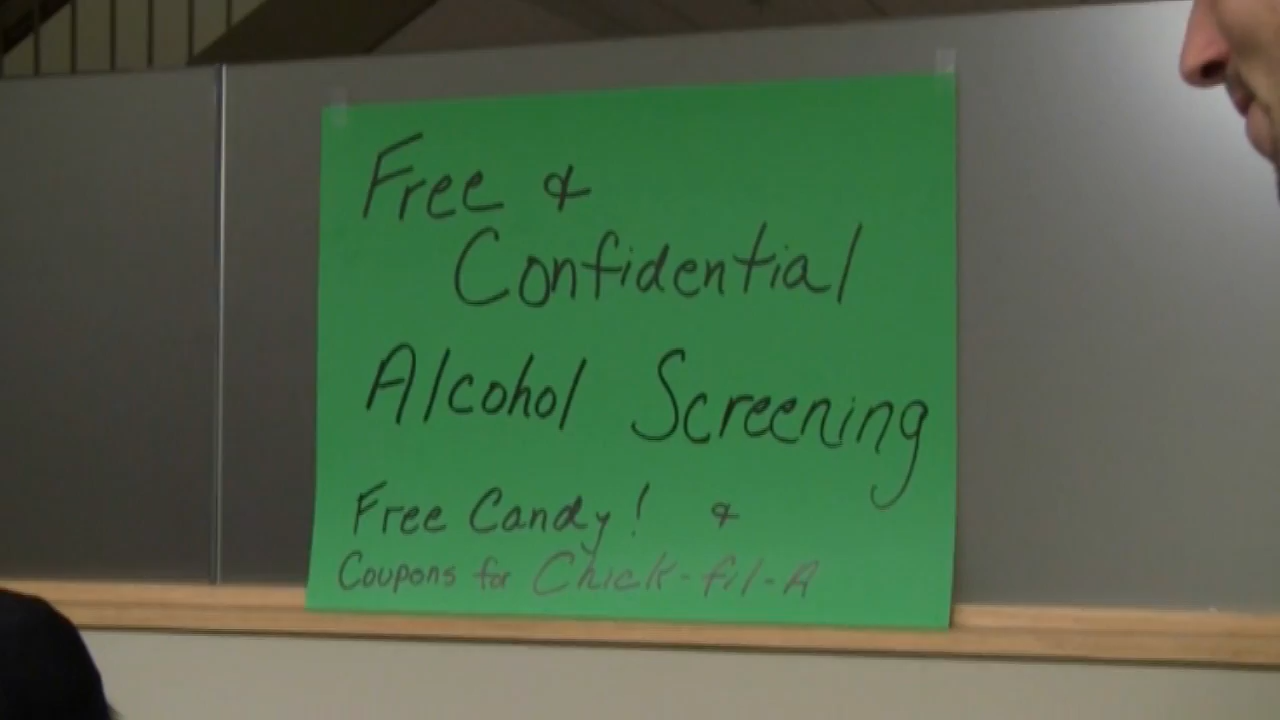 Free &
Confidential
Alcohol Screening
Free Candy! &
Coupons for Chick-fil-A